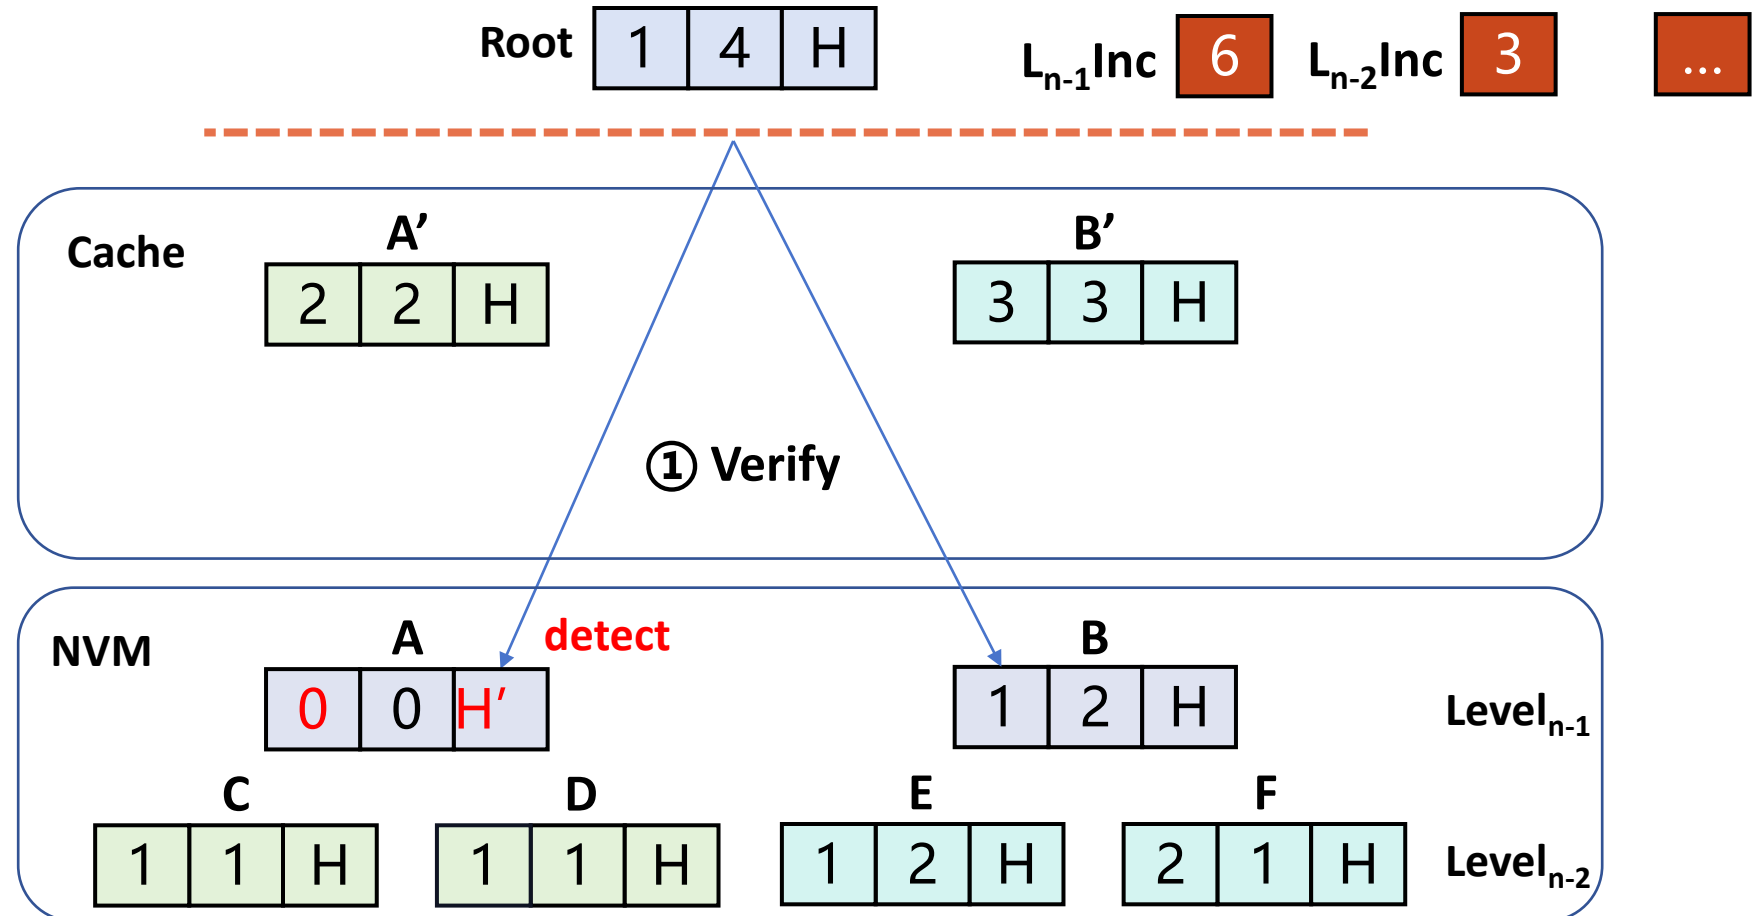 Root 1 4 H Lₙ₋₁Inc 6 Lₙ₋₂Inc 3 ...
Cache
A’ B’
2 2 H 3 3 H
① Verify
NVM A detect B
0 0 H’ 1 2 H Levelₙ₋₁
C D E F
1 1 H 1 1 H 1 2 H 2 1 H Levelₙ₋₂